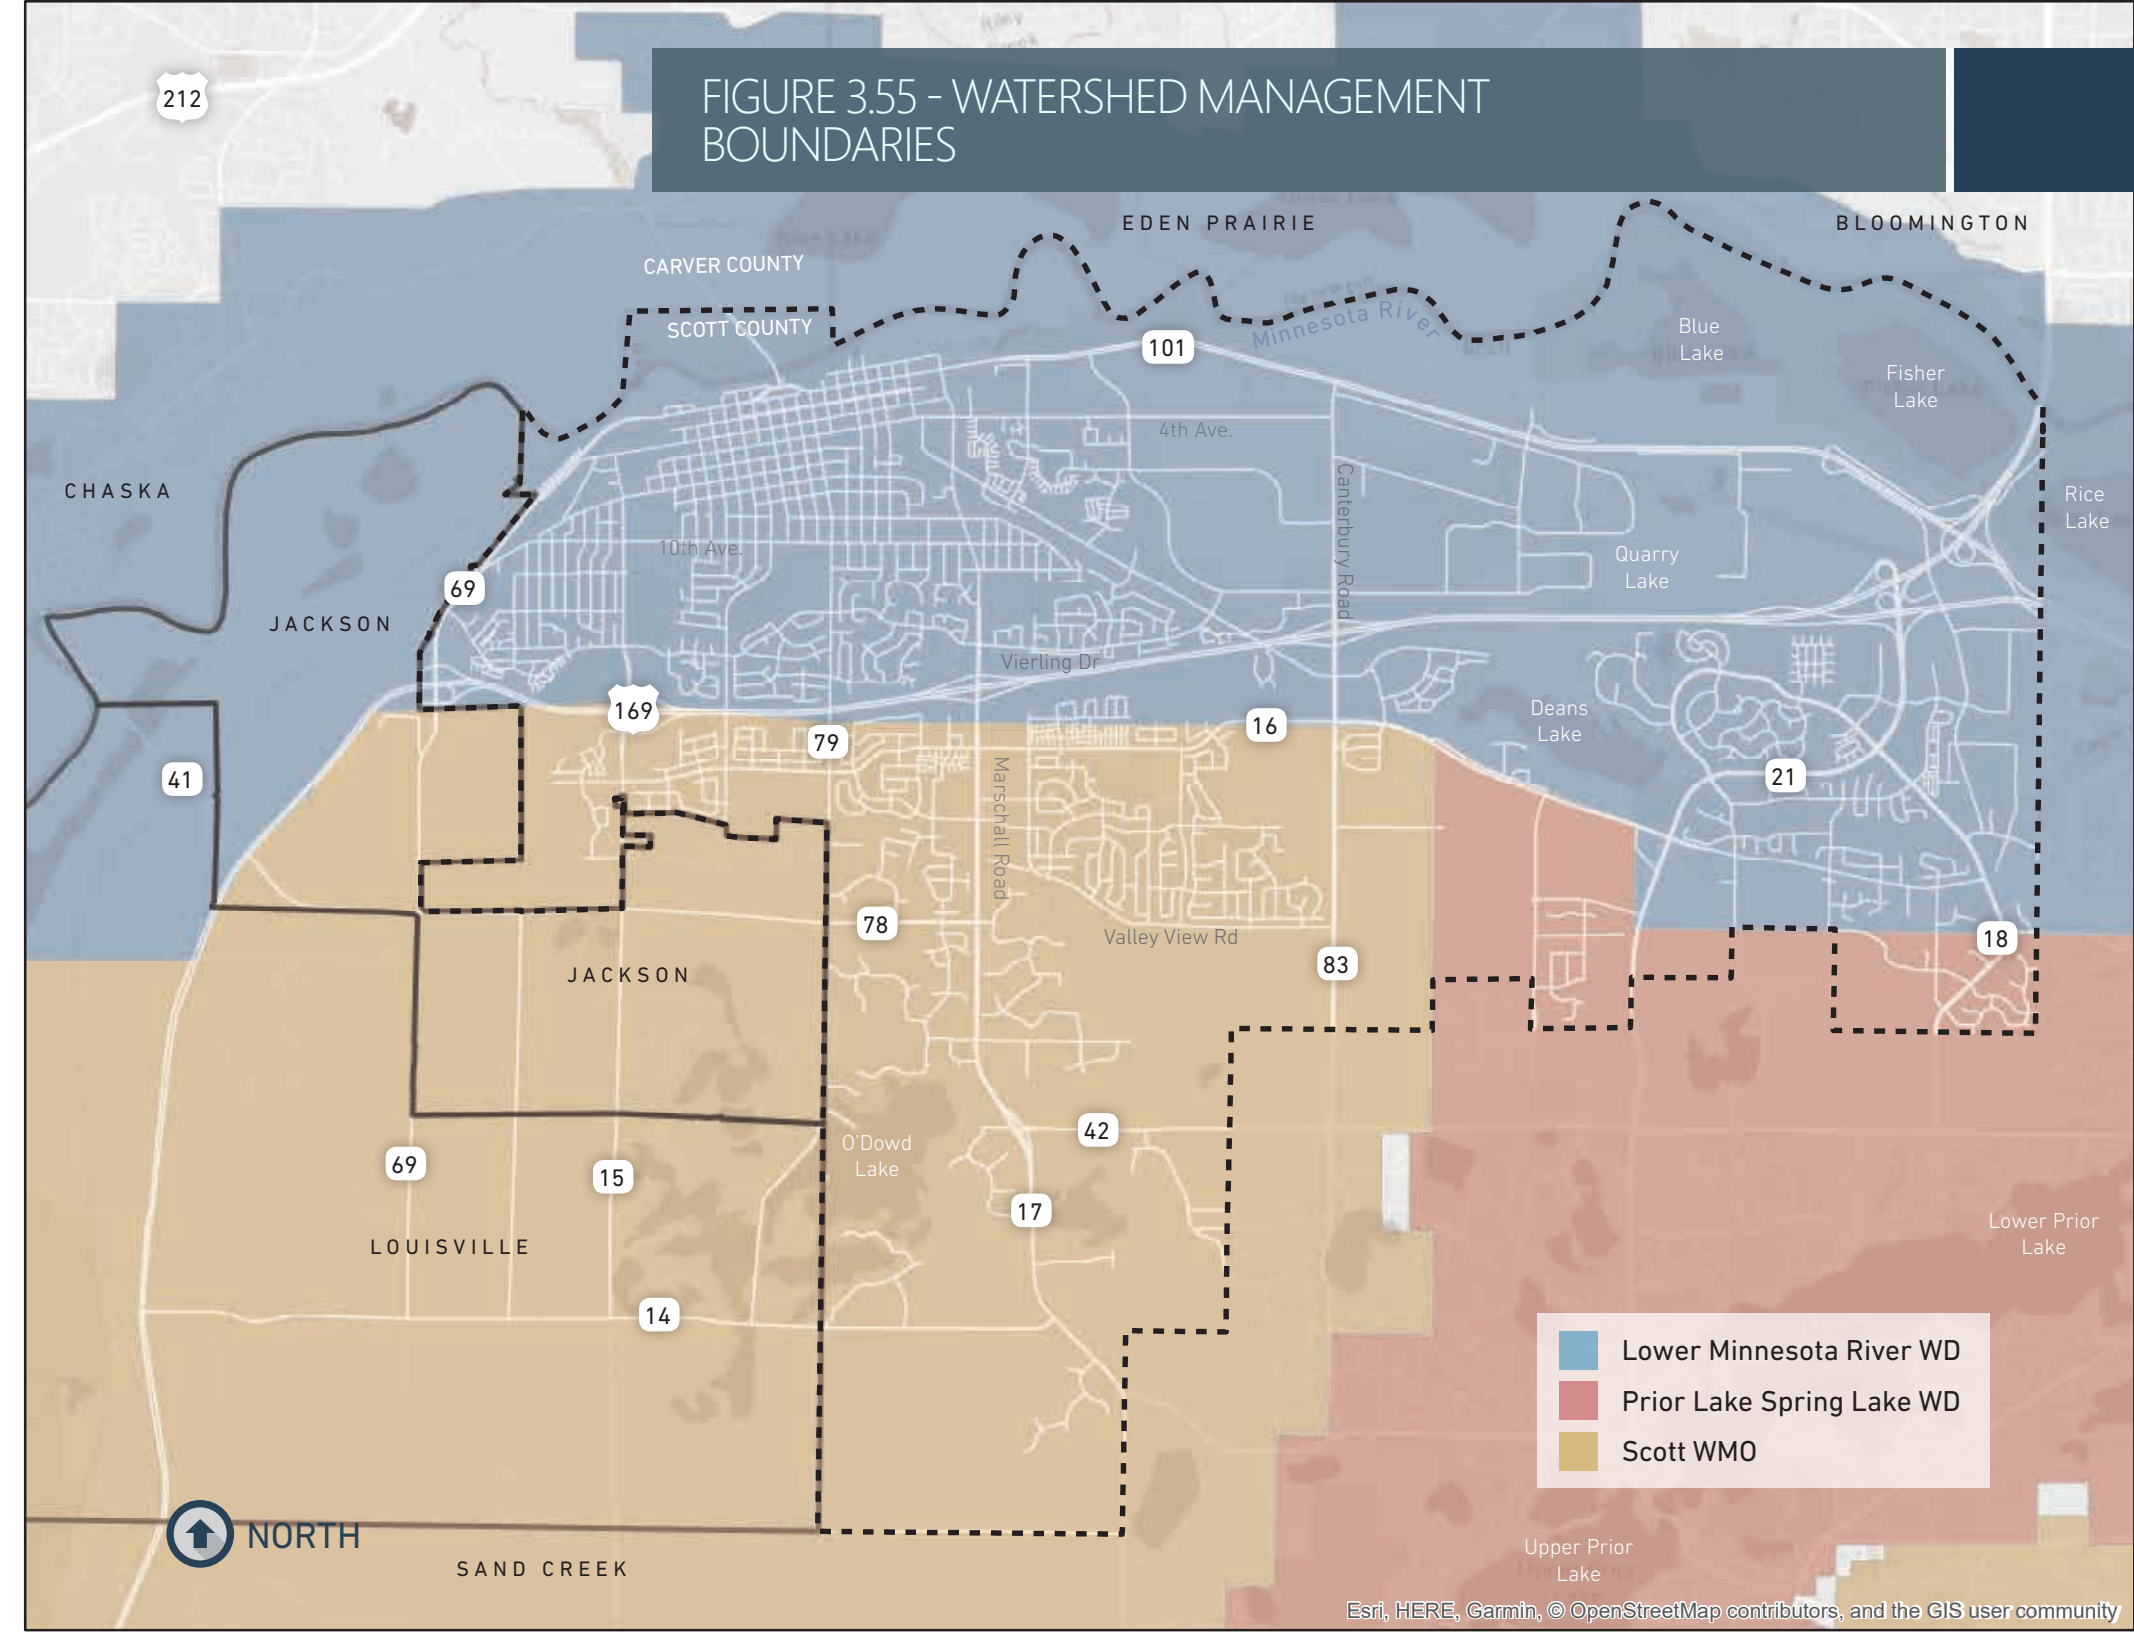 FIGURE 3.55 - WATERSHED MANAGEMENT
BOUNDARIES
212
EDEN PRAIRIE
BLOOMINGTON
CARVER COUNTY
SCOTT COUNTY
Minnesota River
101
Blue
Lake
Fisher
Lake
4th Ave.
CHASKA
Canterbury Road
Rice
Lake
10th Ave.
Quarry
Lake
69
JACKSON
Vierling Dr
169
79
16
Deans
Lake
41
21
Marschall Road
78
Valley View Rd
18
83
JACKSON
42
O'Dowd
Lake
69
15
17
Lower Prior
Lake
LOUISVILLE
14
Lower Minnesota River WD
Prior Lake Spring Lake WD
Scott WMO
NORTH
SAND CREEK
Upper Prior
Lake
Esri, HERE, Garmin, © OpenStreetMap contributors, and the GIS user community